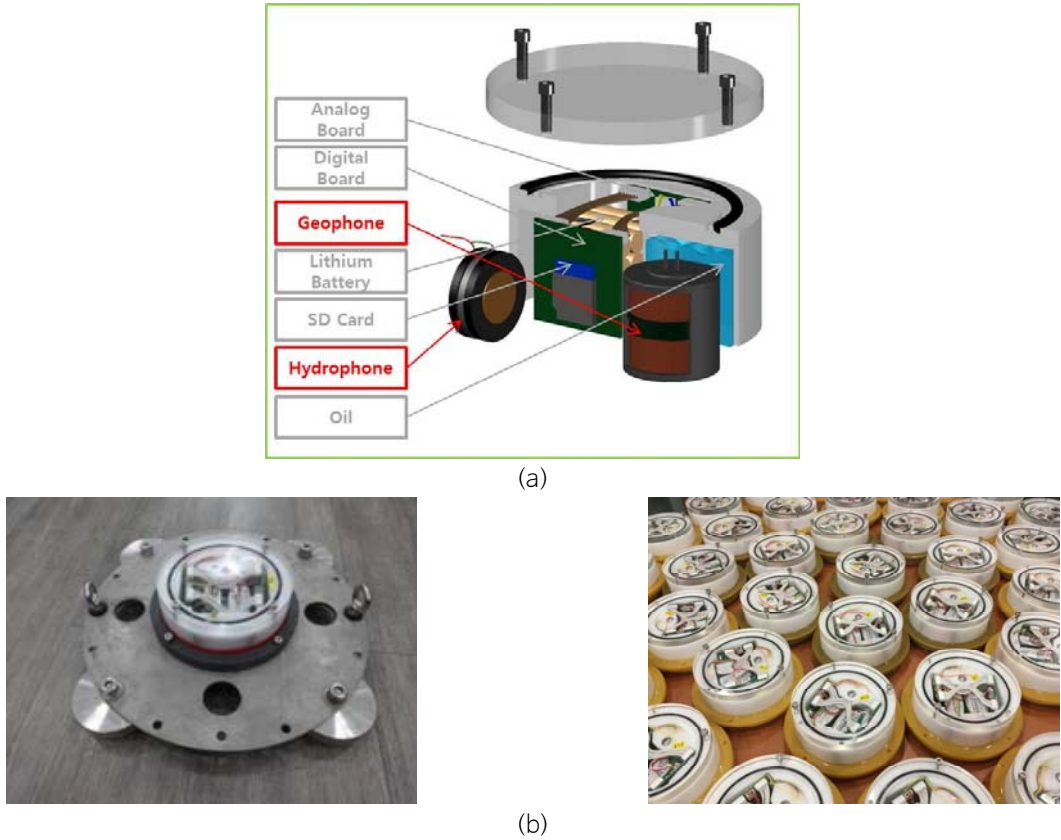 Analog
Board
Digital
Board
Geophone
Lithium
Battery
SD Card
Hydrophone
Oil
(a)
(b)